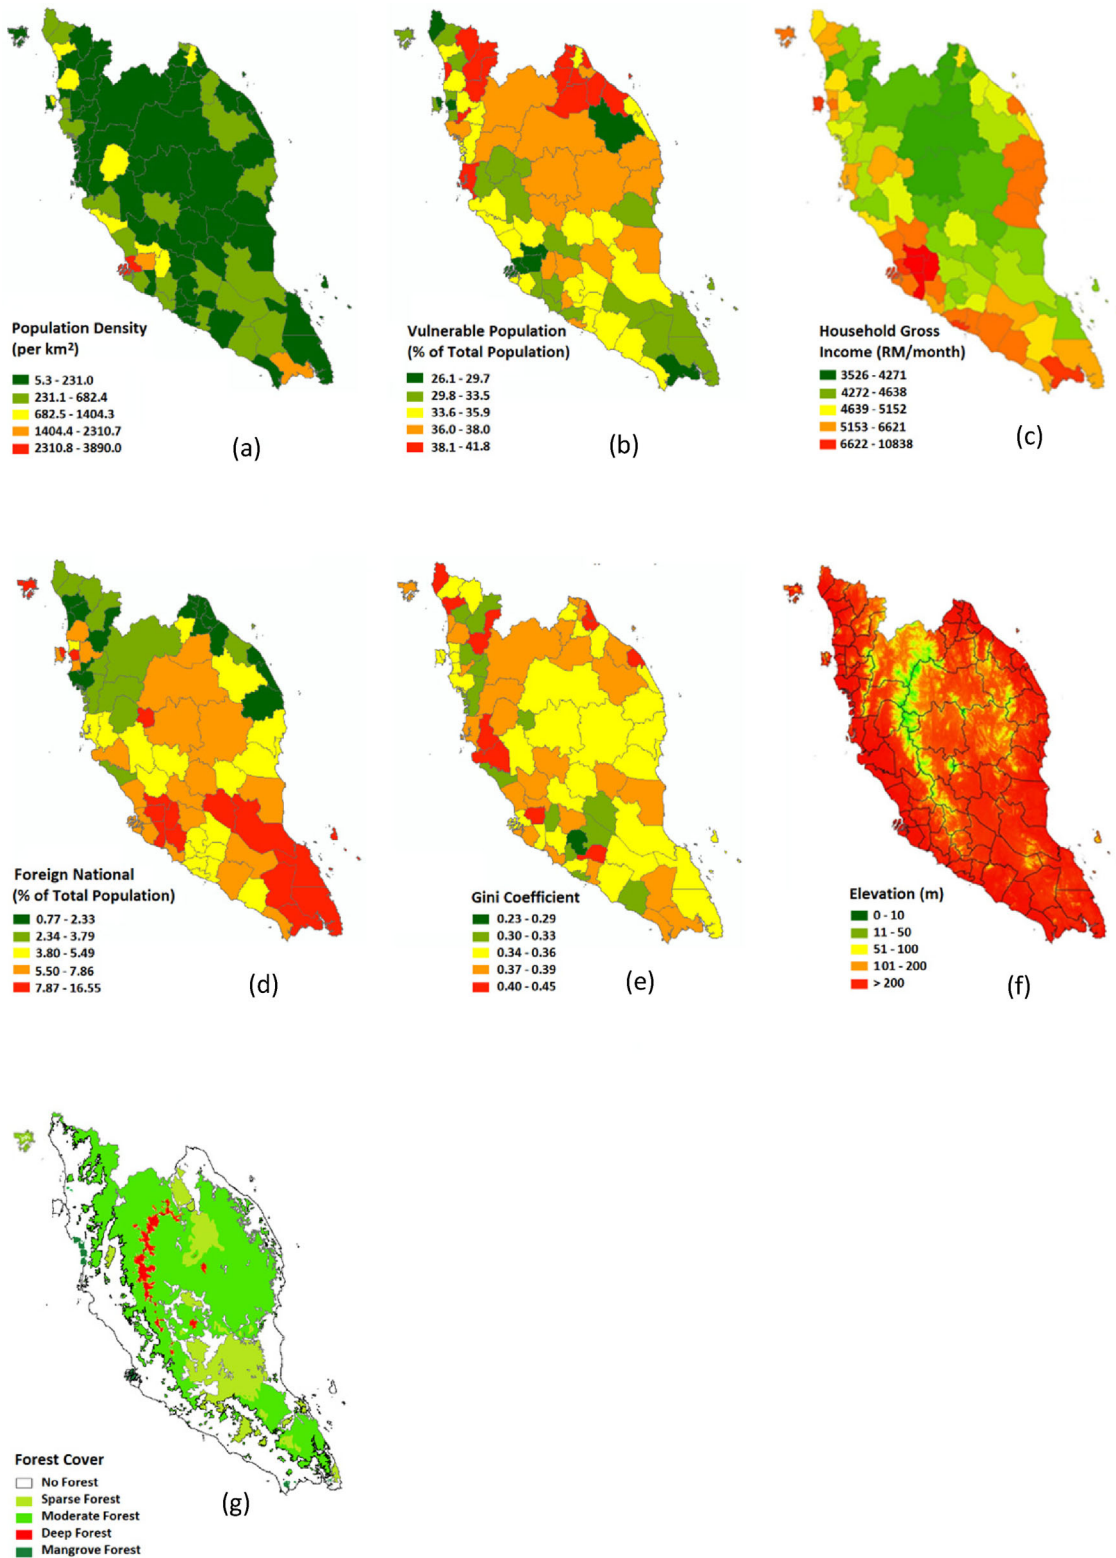 Population Density
(per km²)
5.3 - 231.0
231.1 - 682.4
682.5 - 1404.3
1404.4 - 2310.7
2310.8 - 3890.0
(a)
Vulnerable Population
(% of Total Population)
26.1 - 29.7
29.8 - 33.5
33.6 - 35.9
36.0 - 38.0
38.1 - 41.8
(b)
Household Gross
Income (RM/month)
3526 - 4271
4272 - 4638
4639 - 5152
5153 - 6621
6622 - 10838
(c)
Foreign National
(% of Total Population)
0.77 - 2.33
2.34 - 3.79
3.80 - 5.49
5.50 - 7.86
7.87 - 16.55
(d)
Gini Coefficient
0.23 - 0.29
0.30 - 0.33
0.34 - 0.36
0.37 - 0.39
0.40 - 0.45
(e)
Elevation (m)
0 - 10
11 - 50
51 - 100
101 - 200
> 200
(f)
Forest Cover
No Forest
Sparse Forest
Moderate Forest
Deep Forest
Mangrove Forest
(g)